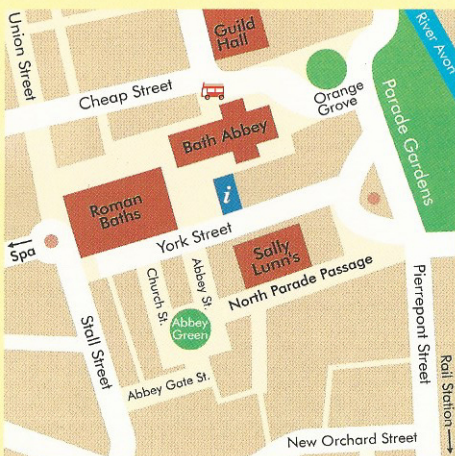 Union Street
Guild
Hall
River Avon
Cheap Street
Orange
Grove
Parade Gardens
Bath Abbey
i
Roman
Baths
York Street
Spa
Sally
Lunn's
Church St.
Abbey St.
North Parade Passage
Abbey
Green
Stall Street
Pierrepont Street
Abbey Gate St.
Rail Station
New Orchard Street